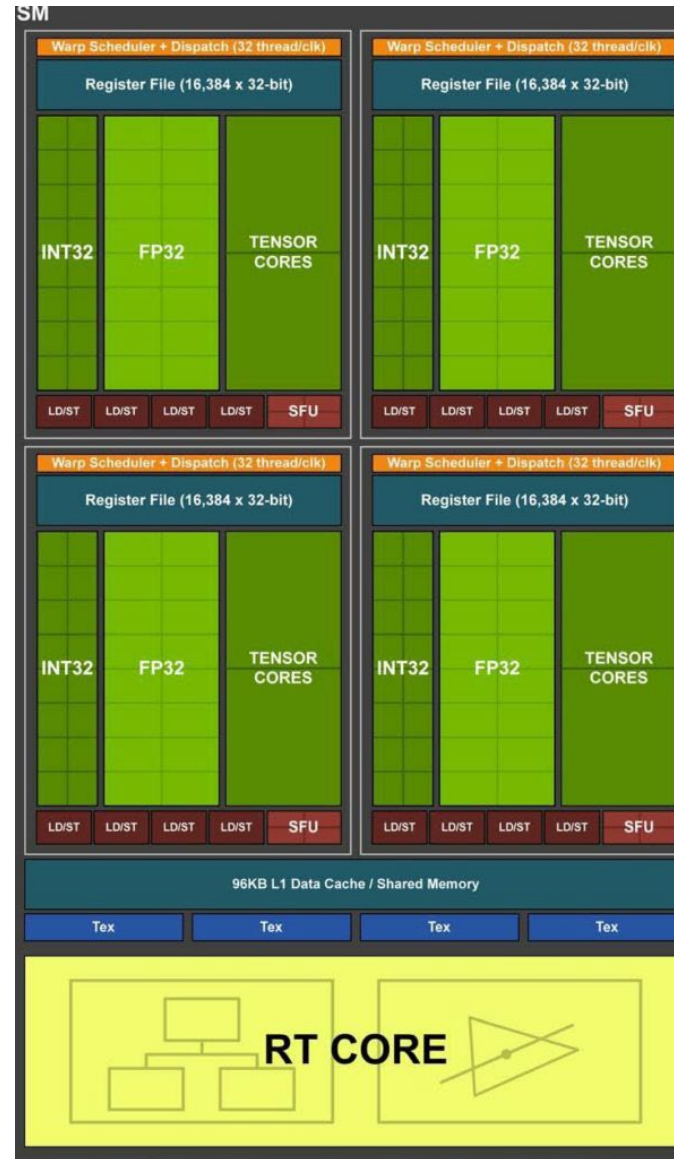 SM
Warp Scheduler + Dispatch (32 thread/clk)
Register File (16,384 x 32-bit)
INT32
FP32
TENSOR
CORES
LD/ST
LD/ST
LD/ST
LD/ST
SFU
Warp Scheduler + Dispatch (32 thread/clk)
Register File (16,384 x 32-bit)
INT32
FP32
TENSOR
CORES
LD/ST
LD/ST
LD/ST
LD/ST
SFU
Warp Scheduler + Dispatch (32 thread/clk)
Register File (16,384 x 32-bit)
INT32
FP32
TENSOR
CORES
LD/ST
LD/ST
LD/ST
LD/ST
SFU
Warp Scheduler + Dispatch (32 thread/clk)
Register File (16,384 x 32-bit)
INT32
FP32
TENSOR
CORES
LD/ST
LD/ST
LD/ST
LD/ST
SFU
96KB L1 Data Cache / Shared Memory
Tex
Tex
Tex
Tex
RT CORE